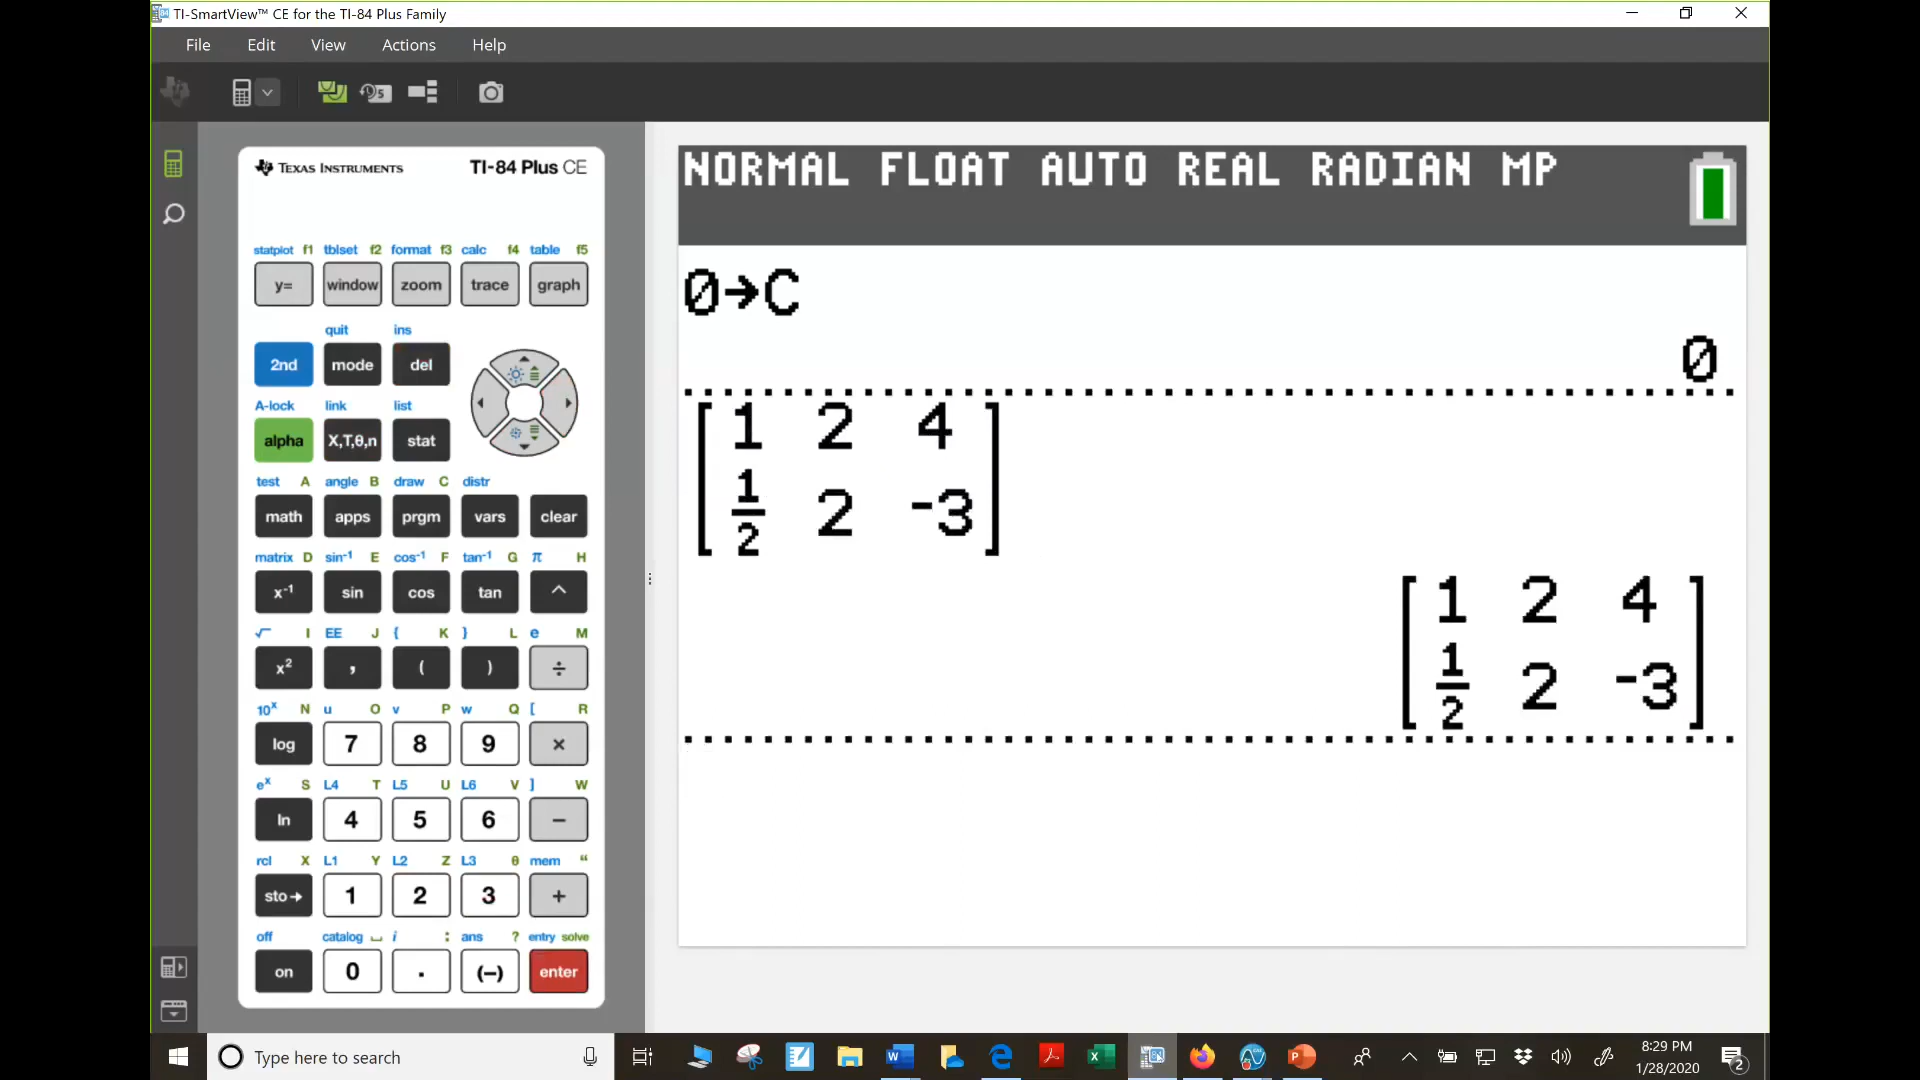 TI-SmartView™ CE for the TI-84 Plus Family
File Edit View Actions Help
TEXAS INSTRUMENTS TI-84 Plus CE
statplot f1 tblset f2 format f3 calc f4 table f5
y= window zoom trace graph
quit ins
2nd mode del
A-lock link list
alpha X,T,θ,n stat
test A angle B draw C distr
math apps prgm vars clear
matrix D sin⁻¹ E cos⁻¹ F tan⁻¹ G π H
x⁻¹ sin cos tan ^
√ I EE J { K } L e M
x² , ( ) ÷
10ˣ N u O v P w Q [ R
log 7 8 9 ×
eˣ S L4 T L5 U L6 V ] W
ln 4 5 6 −
rcl X L1 Y L2 Z L3 θ mem “
sto→ 1 2 3 +
off catalog ⎵ i : ans ? entry solve
on 0 . (−) enter
NORMAL FLOAT AUTO REAL RADIAN MP
0→C
0
[1 2 4
1/2 2 -3]
[1 2 4
1/2 2 -3]
Type here to search
8:29 PM
1/28/2020
2